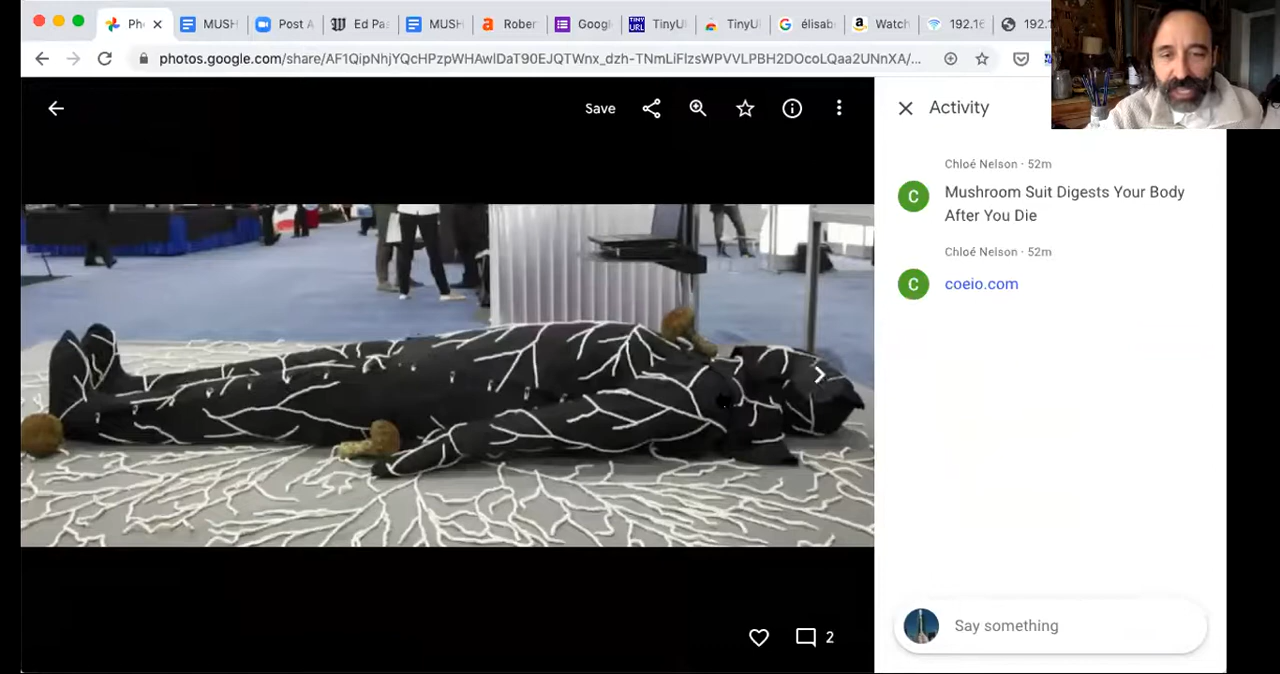 Ph
MUSH
Post A
Ed Pa
MUSH
Rober
Googl
TinyU
TinyU
élisab
Watch
192.16
192.1
photos.google.com/share/AF1QipNhjYQcHPzpWHAwlDaT90EJQTWnx_dzh-TNmLiFlzsWPVVLPBH2DOcoLQaa2UNnXA/...
Save
Activity
Chloé Nelson · 52m
C
Mushroom Suit Digests Your Body
After You Die
Chloé Nelson · 52m
C
coeio.com
Say something
2